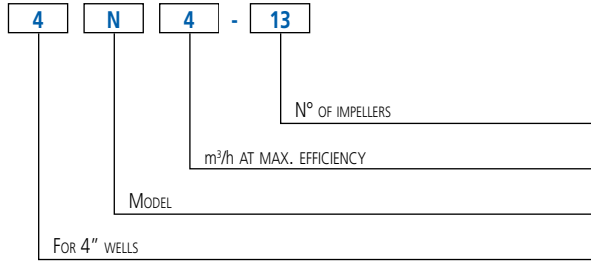 4 N 4 - 13
N° OF IMPELLERS
m³/h AT MAX. EFFICIENCY
MODEL
FOR 4” WELLS